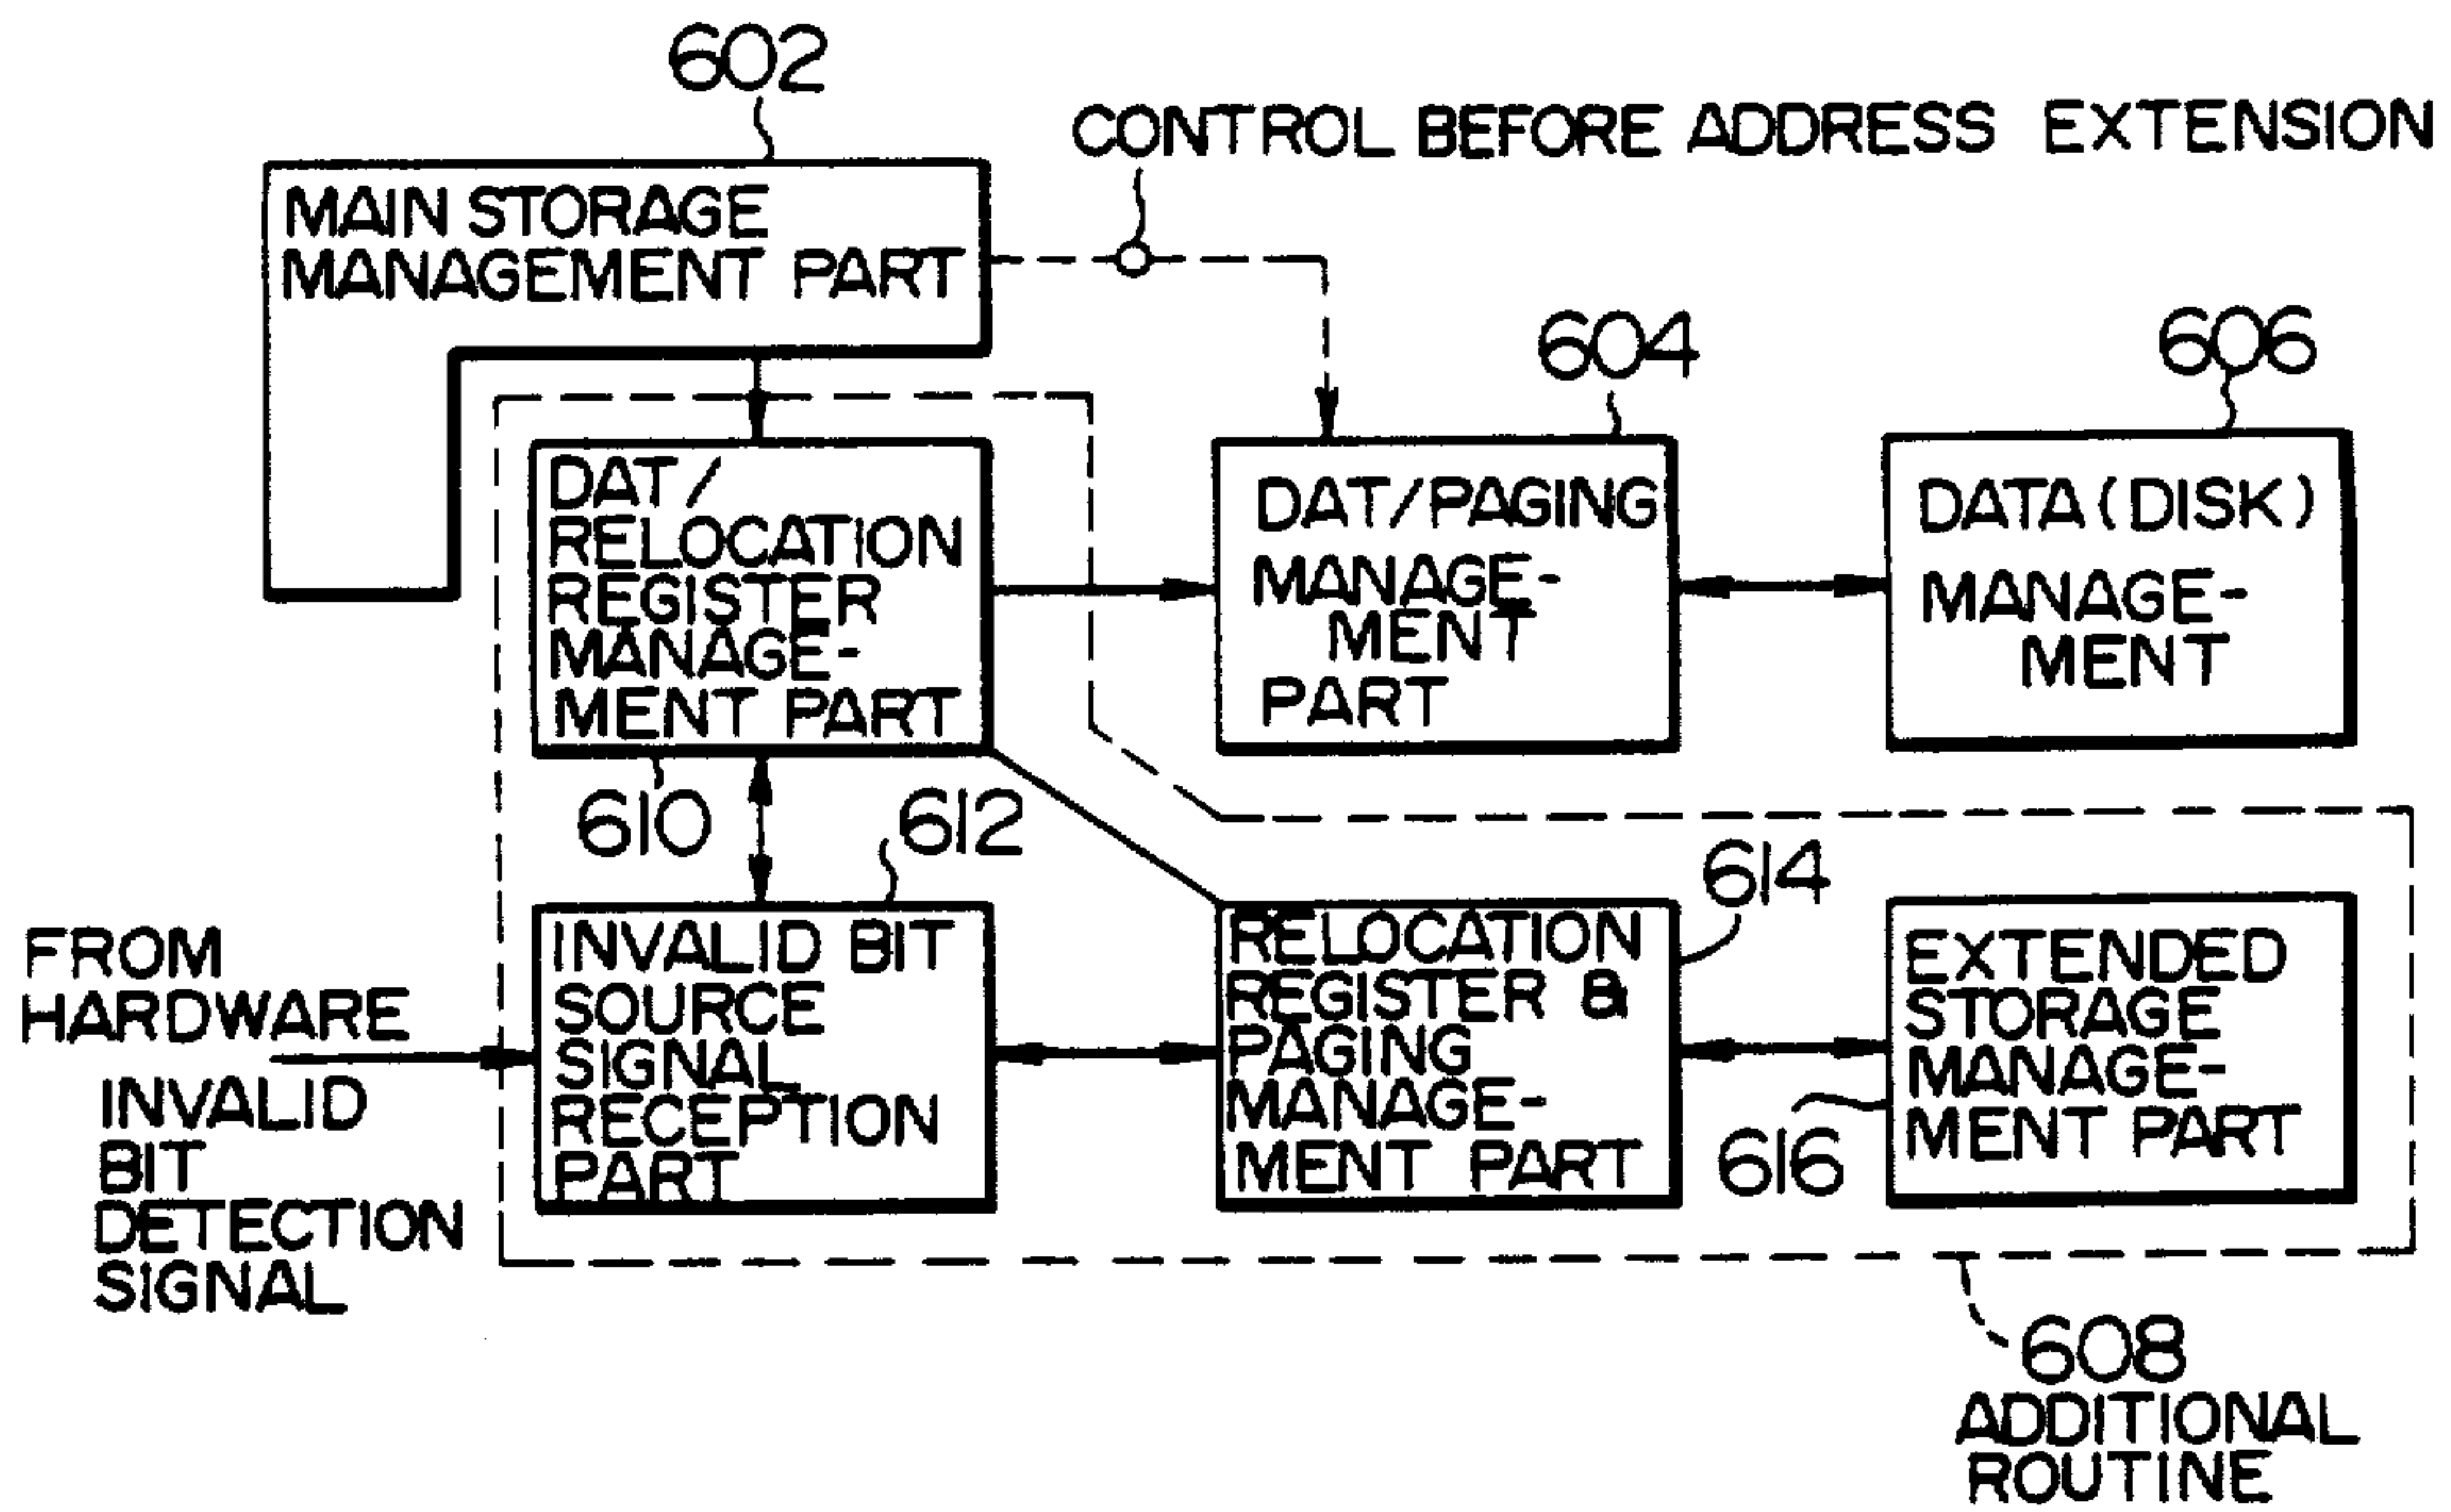 602
CONTROL BEFORE ADDRESS EXTENSION
MAIN STORAGE
MANAGEMENT PART
604
606
DAT/
RELOCATION
REGISTER
MANAGE-
MENT PART
DAT/PAGING
MANAGE-
MENT
PART
DATA (DISK)
MANAGE-
MENT
610
612
614
FROM
HARDWARE
INVALID
BIT
DETECTION
SIGNAL
INVALID BIT
SOURCE
SIGNAL
RECEPTION
PART
RELOCATION
REGISTER &
PAGING
MANAGE-
MENT PART
616
EXTENDED
STORAGE
MANAGE-
MENT PART
608
ADDITIONAL
ROUTINE